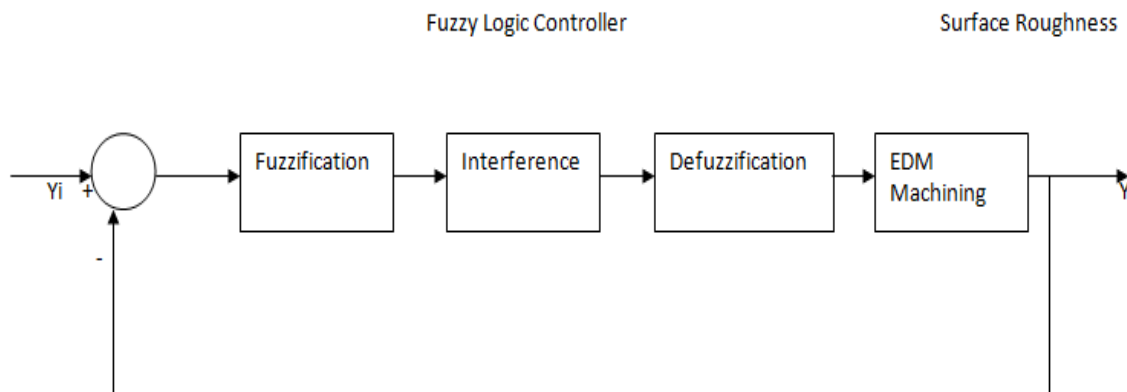 Fuzzy Logic Controller
Surface Roughness
Fuzzification
Interference
Defuzzification
EDM
Machining
Yi +
Y
-